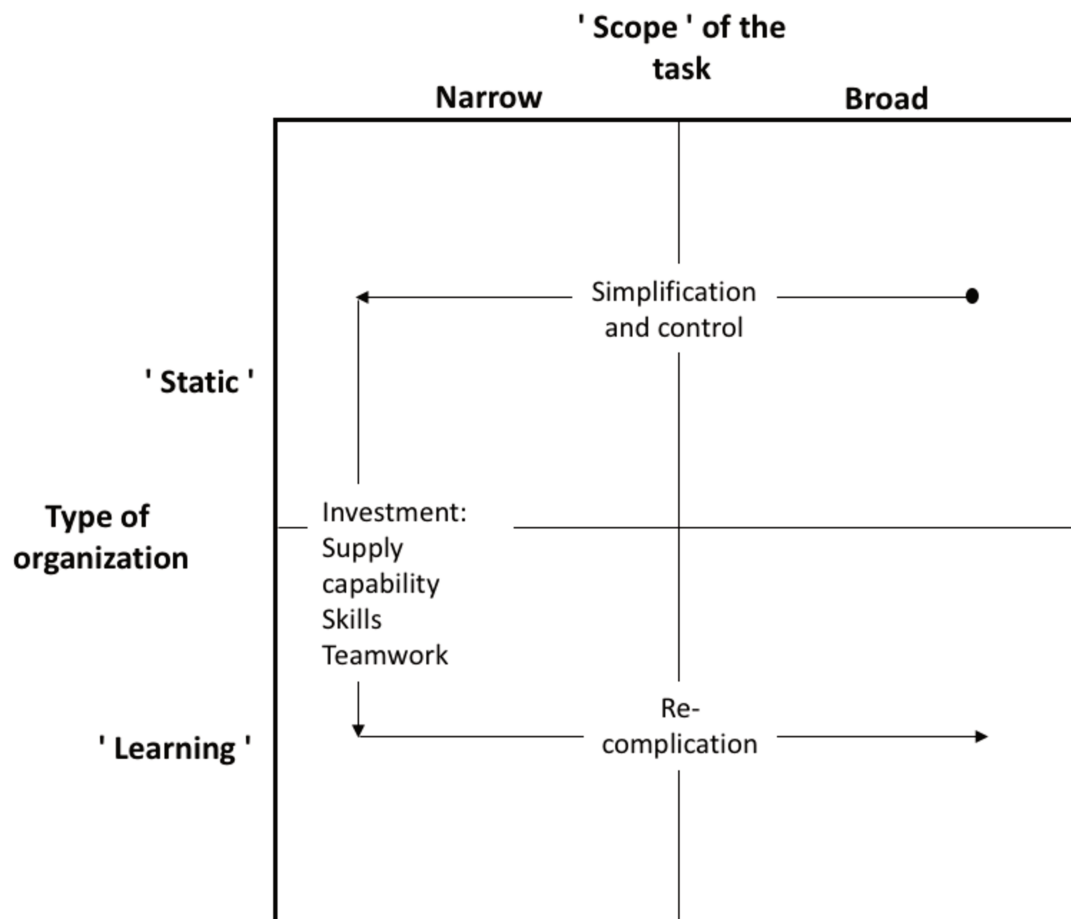 ' Scope ' of the
task
Narrow
Broad
Simplification
and control
' Static '
Type of
organization
Investment:
Supply
capability
Skills
Teamwork
' Learning '
Re-
complication